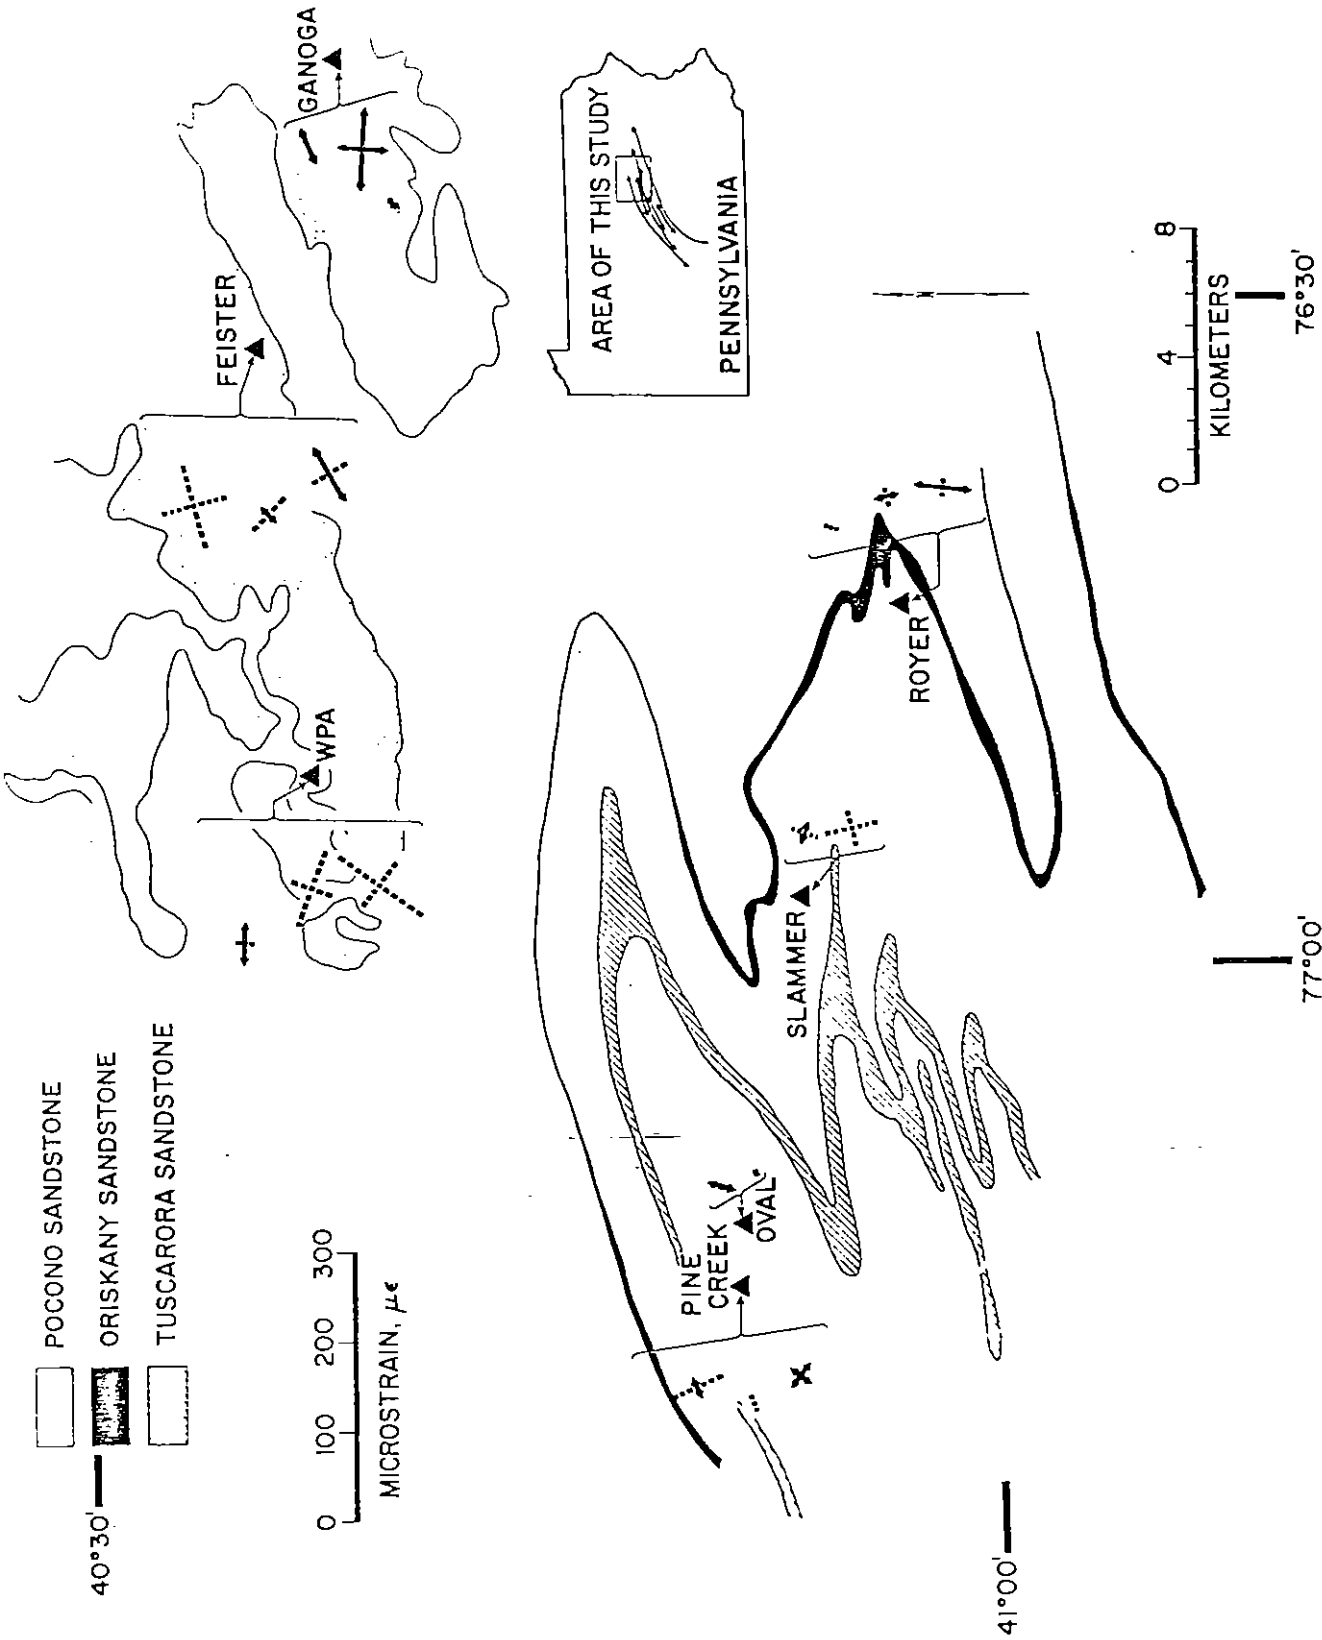 POCONO SANDSTONE
ORISKANY SANDSTONE
TUSCARORA SANDSTONE
40°30'
0 100 200 300
MICROSTRAIN, με
GANOGA
FEISTER
WPA
AREA OF THIS STUDY
PENNSYLVANIA
PINE
CREEK
OVAL
SLAMMER
ROYER
0 4 8
KILOMETERS
76°30'
77°00'
41°00'